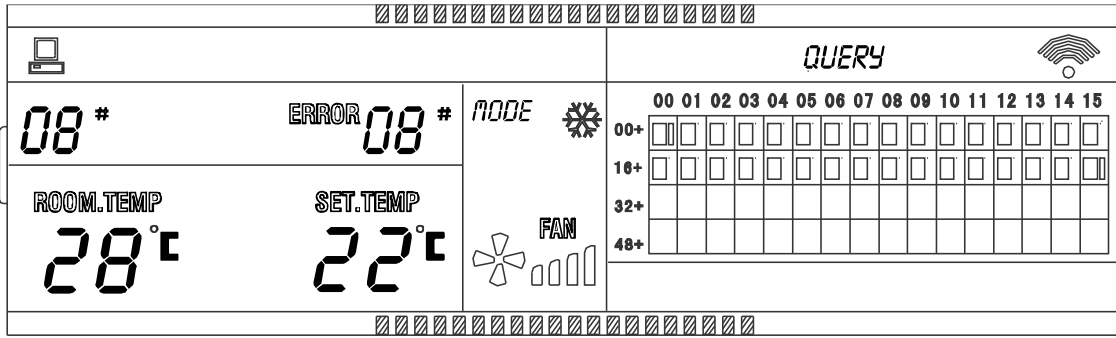 QUERY
08 # ERROR 08 #
MODE
ROOM.TEMP SET.TEMP
28°C 22°C
FAN
00 01 02 03 04 05 06 07 08 09 10 11 12 13 14 15
00+
16+
32+
48+